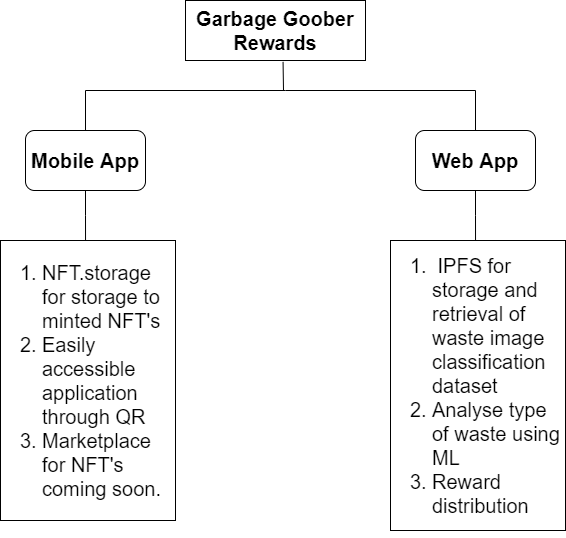 Garbage Goober
Rewards
Mobile App
Web App
1. NFT.storage
for storage to
minted NFT's
2. Easily
accessible
application
through QR
3. Marketplace
for NFT's
coming soon.
1. IPFS for
storage and
retrieval of
waste image
classification
dataset
2. Analyse type
of waste using
ML
3. Reward
distribution